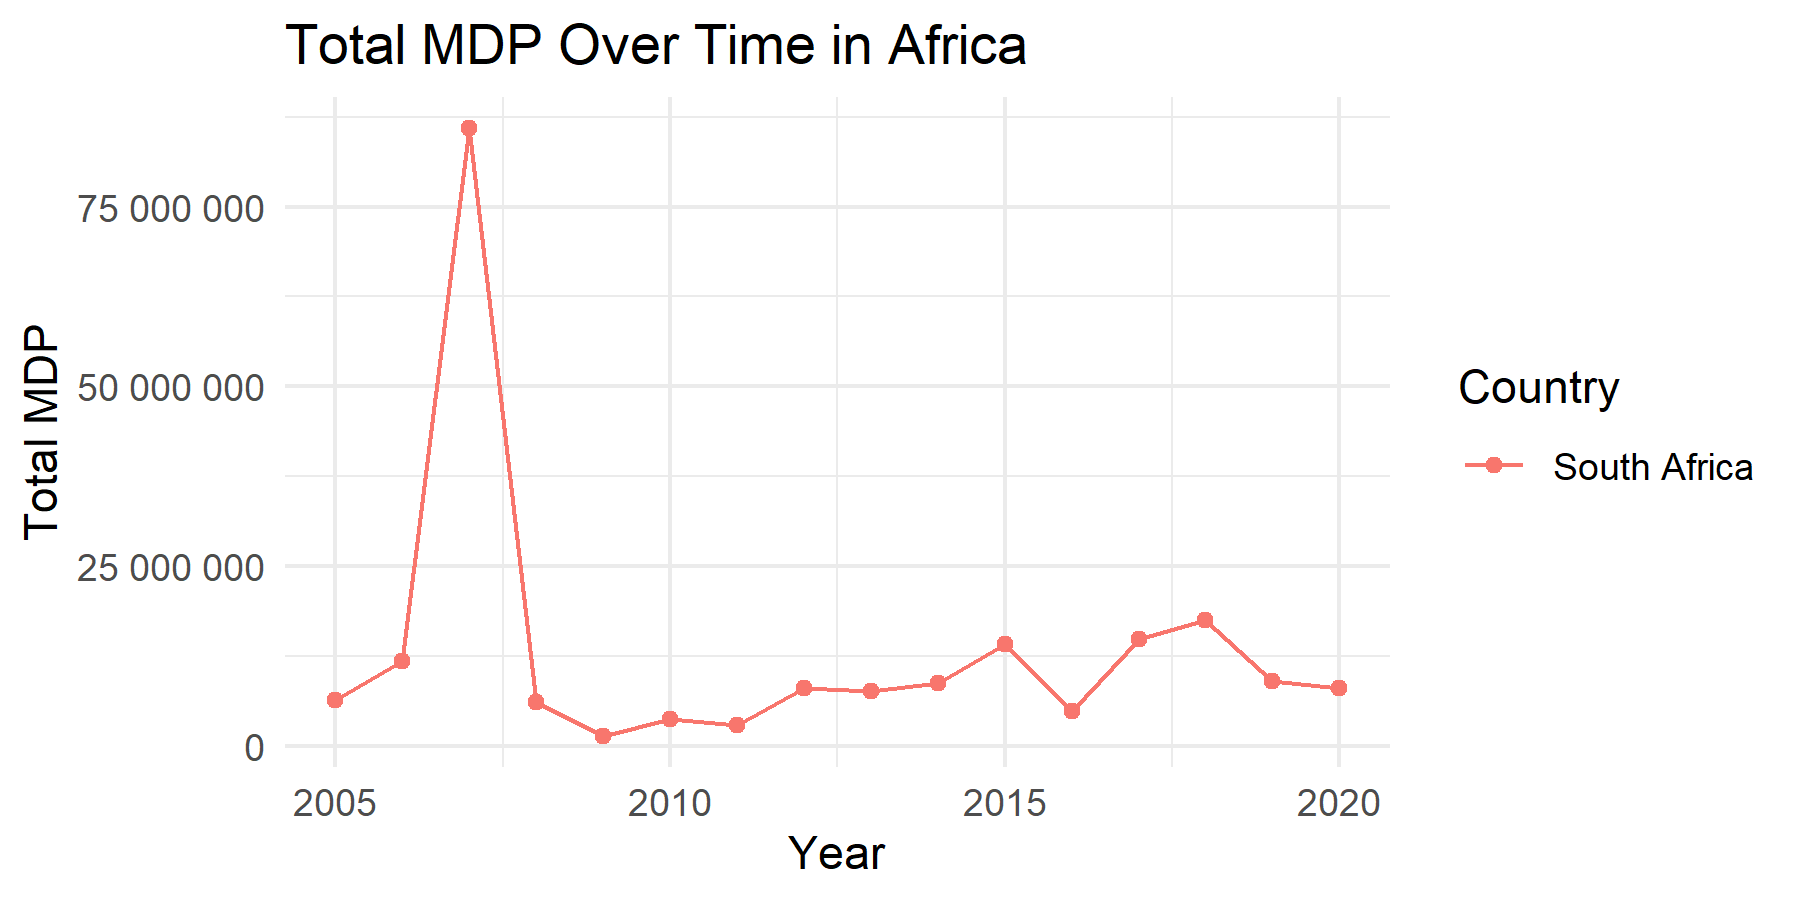 Total MDP Over Time in Africa
Total MDP
75 000 000
50 000 000
25 000 000
0
2005 2010 2015 2020
Year
Country
South Africa